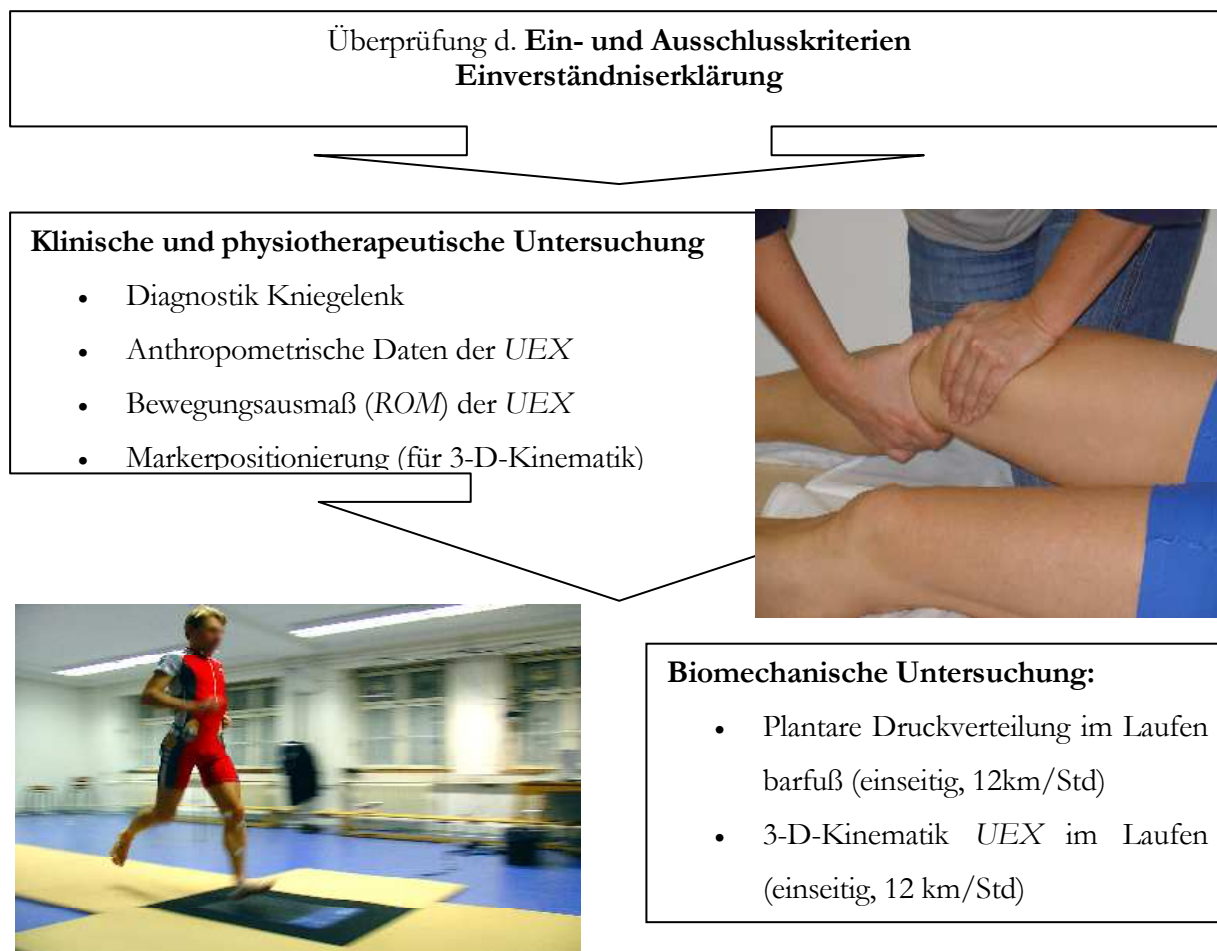 Überprüfung d. Ein- und Ausschlusskriterien
Einverständniserklärung
Klinische und physiotherapeutische Untersuchung
• Diagnostik Kniegelenk
• Anthropometrische Daten der UEX
• Bewegungsausmaß (ROM) der UEX
• Markerpositionierung (für 3-D-Kinematik)
Biomechanische Untersuchung:
• Plantare Druckverteilung im Laufen
barfuß (einseitig, 12km/Std)
• 3-D-Kinematik UEX im Laufen
(einseitig, 12 km/Std)